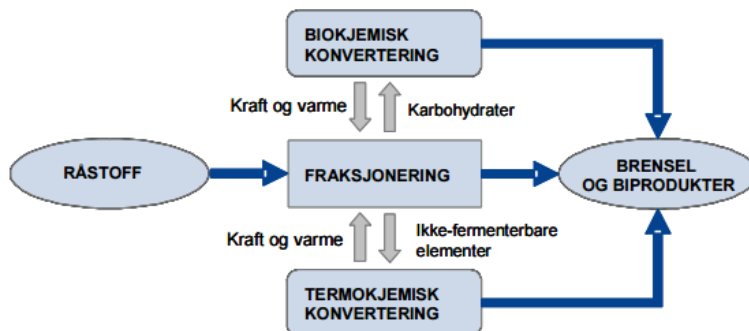 BIOKJEMISK
KONVERTERING
Kraft og varme
Karbohydrater
RÅSTOFF
FRAKSJONERING
BRENSEL
OG BIPRODUKTER
Kraft og varme
Ikke-fermenterbare
elementer
TERMOKJEMISK
KONVERTERING